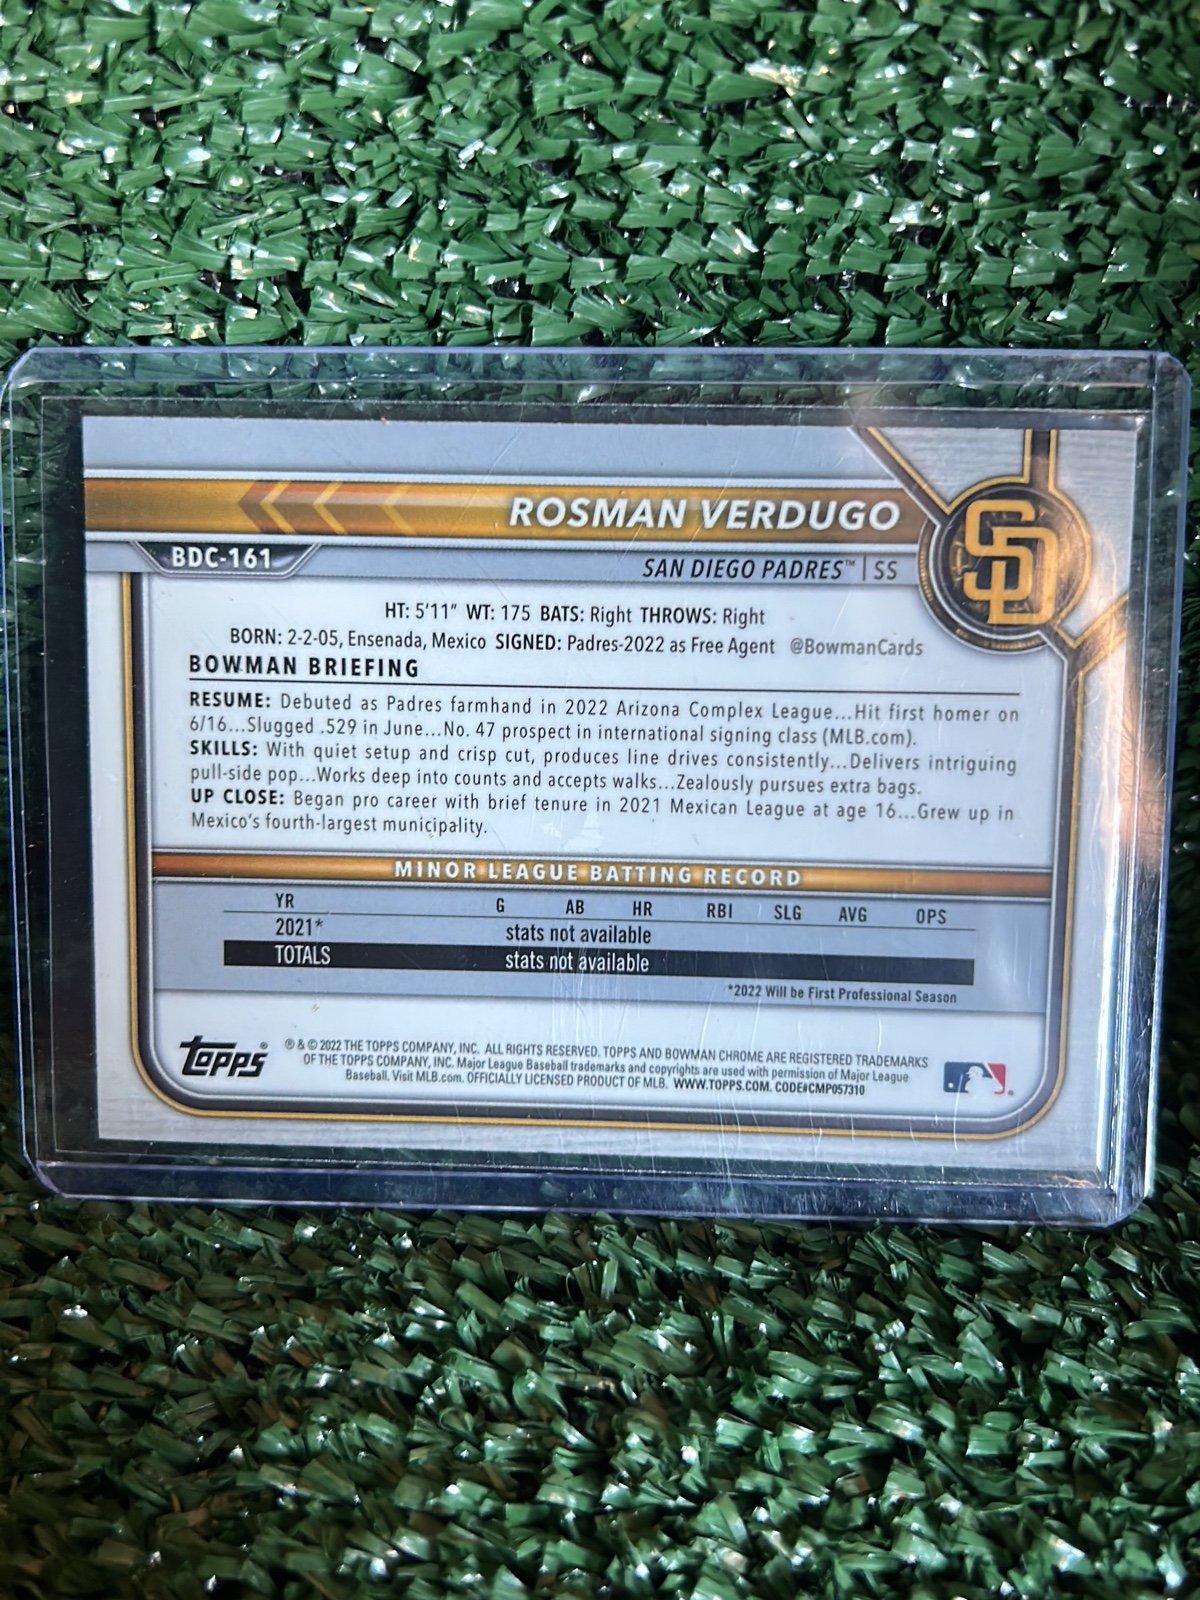 ROSMAN VERDUGO
BDC-161
SAN DIEGO PADRES™ | SS
SD
HT: 5'11" WT: 175 BATS: Right THROWS: Right
BORN: 2-2-05, Ensenada, Mexico SIGNED: Padres-2022 as Free Agent @BowmanCards
BOWMAN BRIEFING
RESUME: Debuted as Padres farmhand in 2022 Arizona Complex League...Hit first homer on
6/16...Slugged .529 in June...No. 47 prospect in international signing class (MLB.com).
SKILLS: With quiet setup and crisp cut, produces line drives consistently...Delivers intriguing
pull-side pop...Works deep into counts and accepts walks...Zealously pursues extra bags.
UP CLOSE: Began pro career with brief tenure in 2021 Mexican League at age 16...Grew up in
Mexico's fourth-largest municipality.
MINOR LEAGUE BATTING RECORD
YR G AB HR RBI SLG AVG OPS
2021* stats not available
TOTALS stats not available
*2022 Will be First Professional Season
topps®
® & © 2022 THE TOPPS COMPANY, INC. ALL RIGHTS RESERVED. TOPPS AND BOWMAN CHROME ARE REGISTERED TRADEMARKS
OF THE TOPPS COMPANY, INC. Major League Baseball trademarks and copyrights are used with permission of Major League
Baseball. Visit MLB.com. OFFICIALLY LICENSED PRODUCT OF MLB. WWW.TOPPS.COM. CODE#CMP057310